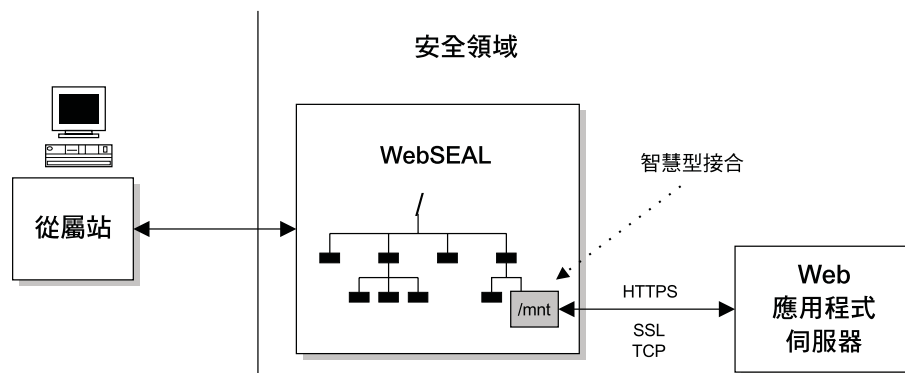 安全領域
WebSEAL
/
智慧型接合
從屬站
/mnt
HTTPS
SSL
TCP
Web
應用程式
伺服器